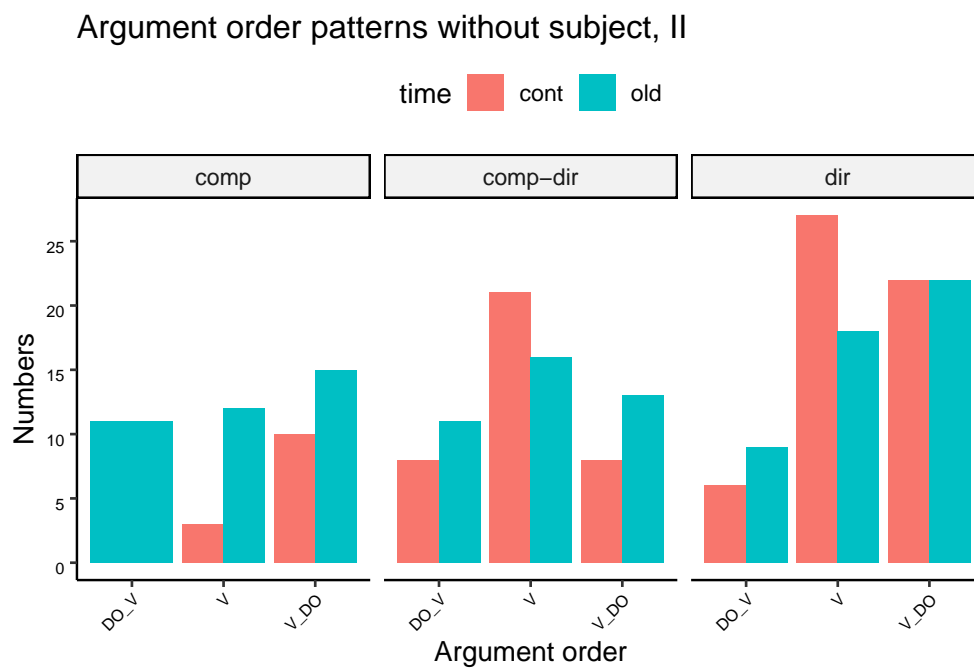 Argument order patterns without subject, II
time cont old
comp comp−dir dir
25
20
15
10
5
0
Numbers
DO_V V V_DO DO_V V V_DO DO_V V V_DO
Argument order